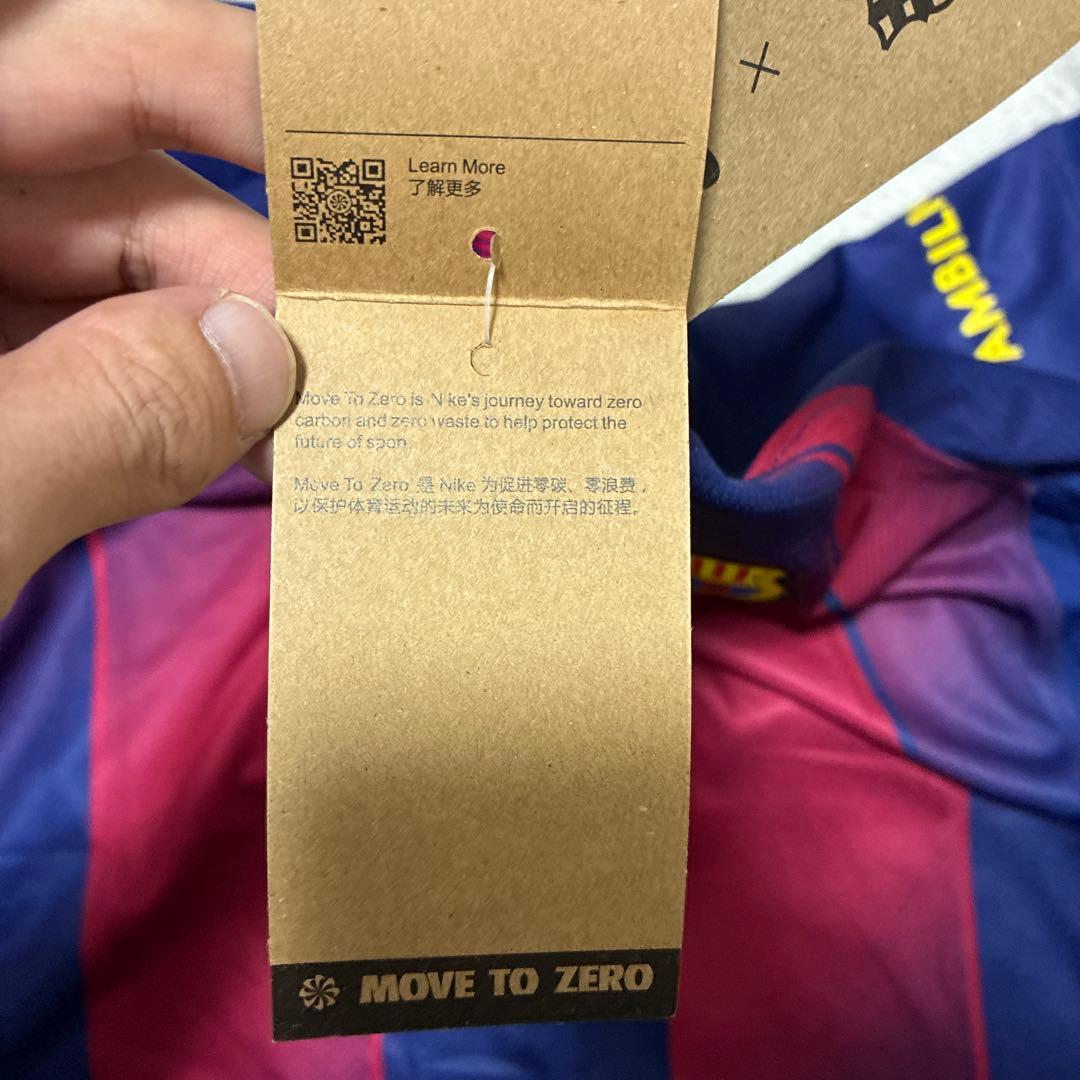 Learn More
了解更多
Move To Zero is Nike's journey toward zero
carbon and zero waste to help protect the
future of spor
Move To Zero 是 Nike 为促进零碳、零浪费，
以保护体育运动的未来为使命而开启的征程。
MOVE TO ZERO
AMBILI